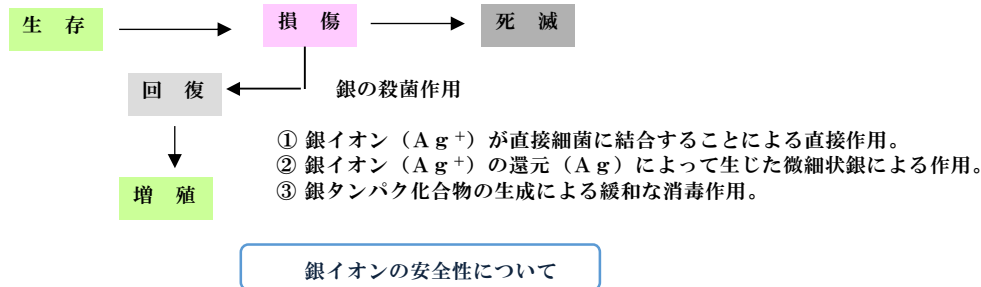 生 存
損 傷
死 滅
回 復
銀の殺菌作用
① 銀イオン（Ａｇ⁺）が直接細菌に結合することによる直接作用。
② 銀イオン（Ａｇ⁺）の還元（Ａｇ）によって生じた微細状銀による作用。
③ 銀タンパク化合物の生成による緩和な消毒作用。
増 殖
銀イオンの安全性について